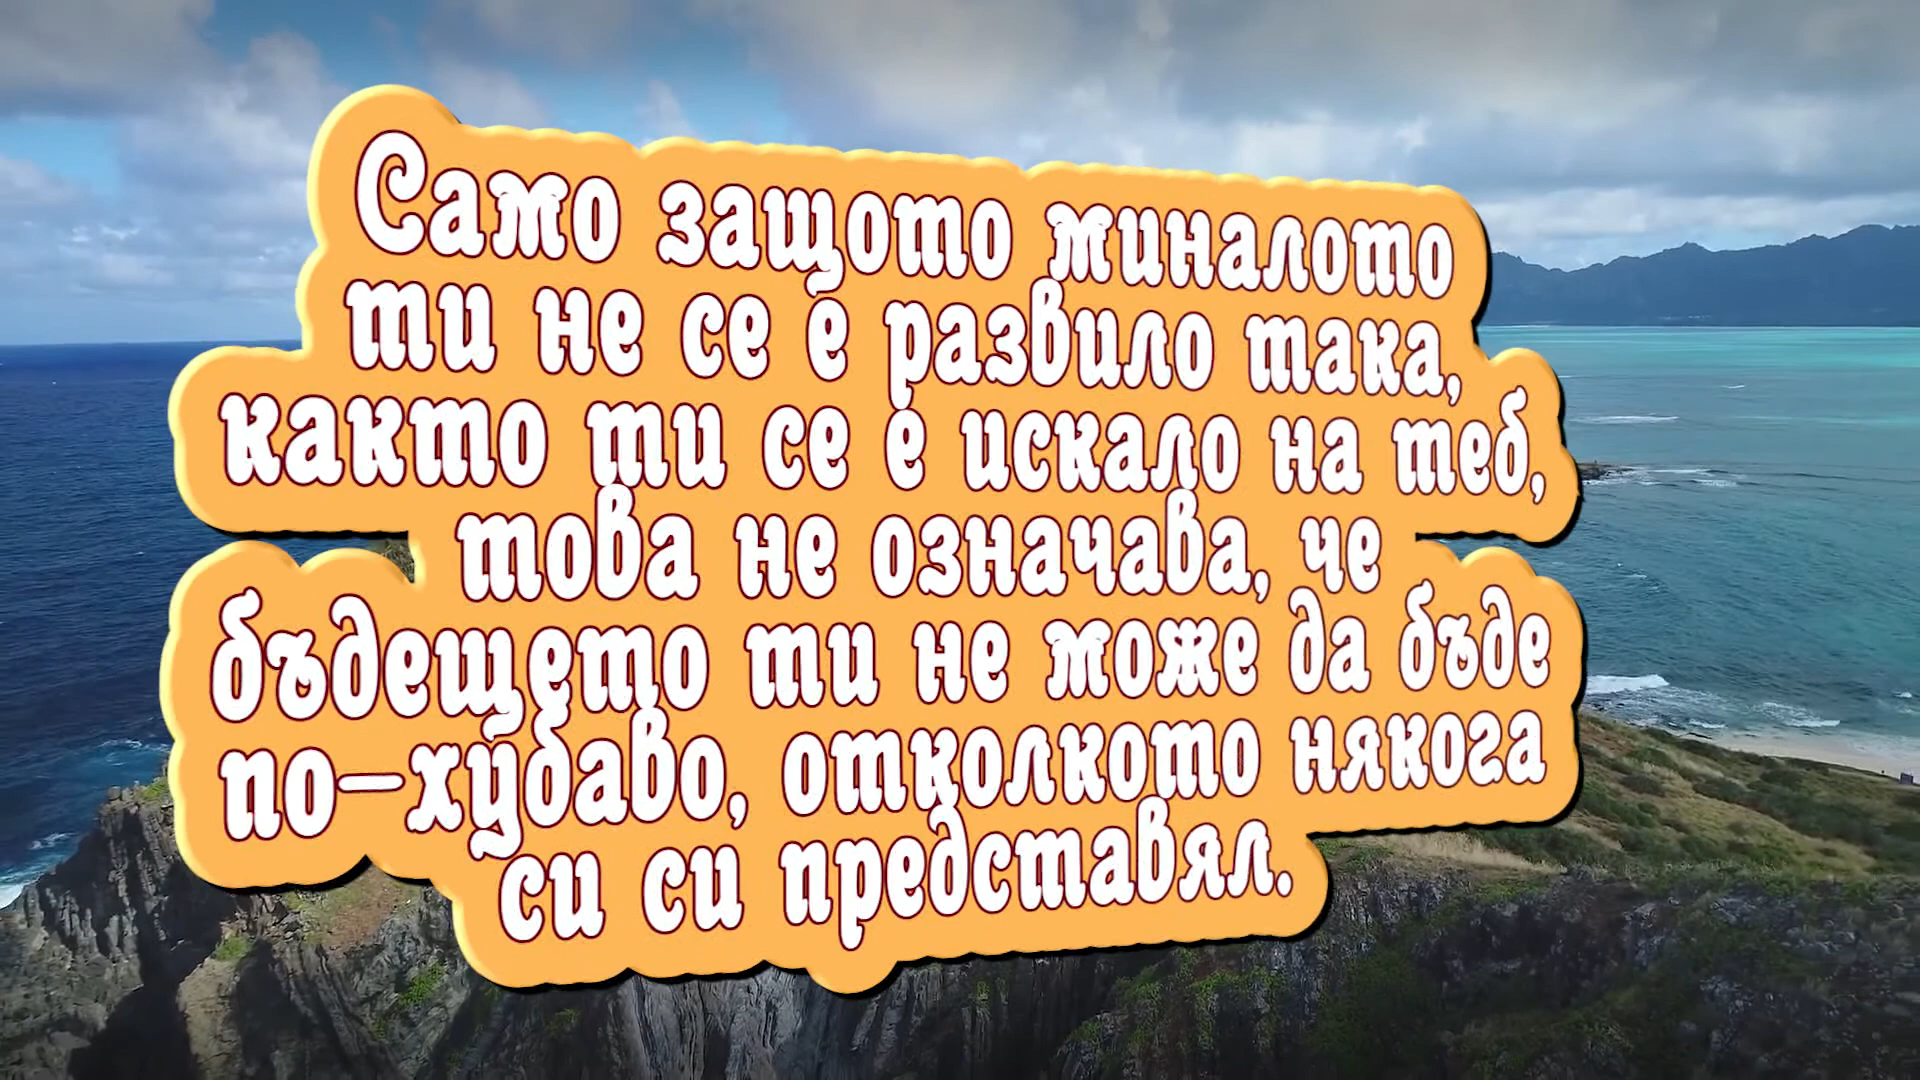 Само защото миналото
ти не се е развило така,
както ти се е искало на теб,
това не означава, че
бъдещето ти не може да бъде
по-хубаво, отколкото някога
си си представял.